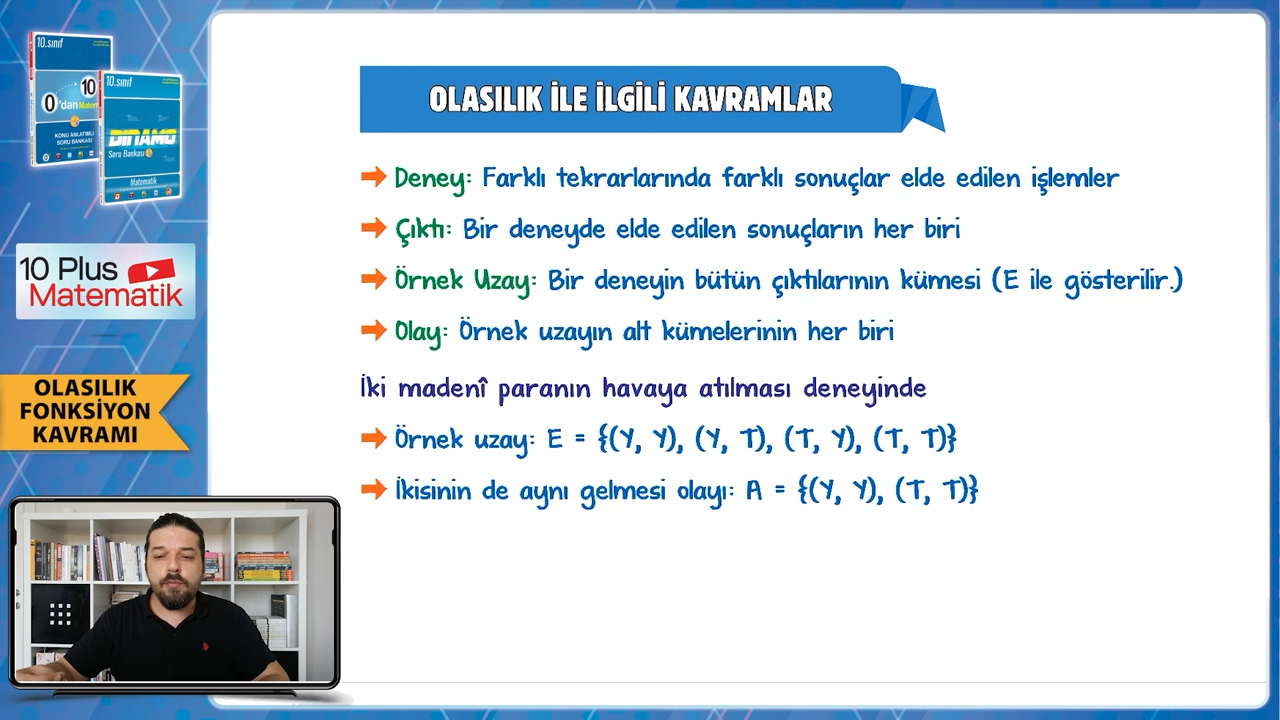 10.sınıf
0'dan 10
KONU ANLATIMLI
SORU BANKASI
10.sınıf
DİNAMO
Soru Bankası
Matematik
10 Plus
Matematik
OLASILIK
FONKSİYON
KAVRAMI
OLASILIK İLE İLGİLİ KAVRAMLAR
Deney: Farklı tekrarlarında farklı sonuçlar elde edilen işlemler
Çıktı: Bir deneyde elde edilen sonuçların her biri
Örnek Uzay: Bir deneyin bütün çıktılarının kümesi (E ile gösterilir.)
Olay: Örnek uzayın alt kümelerinin her biri
İki madenî paranın havaya atılması deneyinde
Örnek uzay: E = {(Y, Y), (Y, T), (T, Y), (T, T)}
İkisinin de aynı gelmesi olayı: A = {(Y, Y), (T, T)}